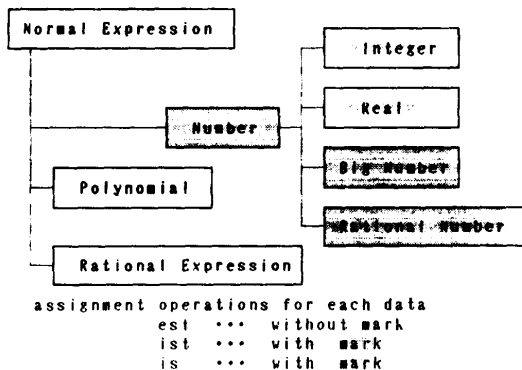 Normal Expression
Integer
Real
Number
Big Number
Polynomial
Rational Number
Rational Expression
assignment operations for each data
est ··· without mark
ist ··· with mark
is ··· with mark